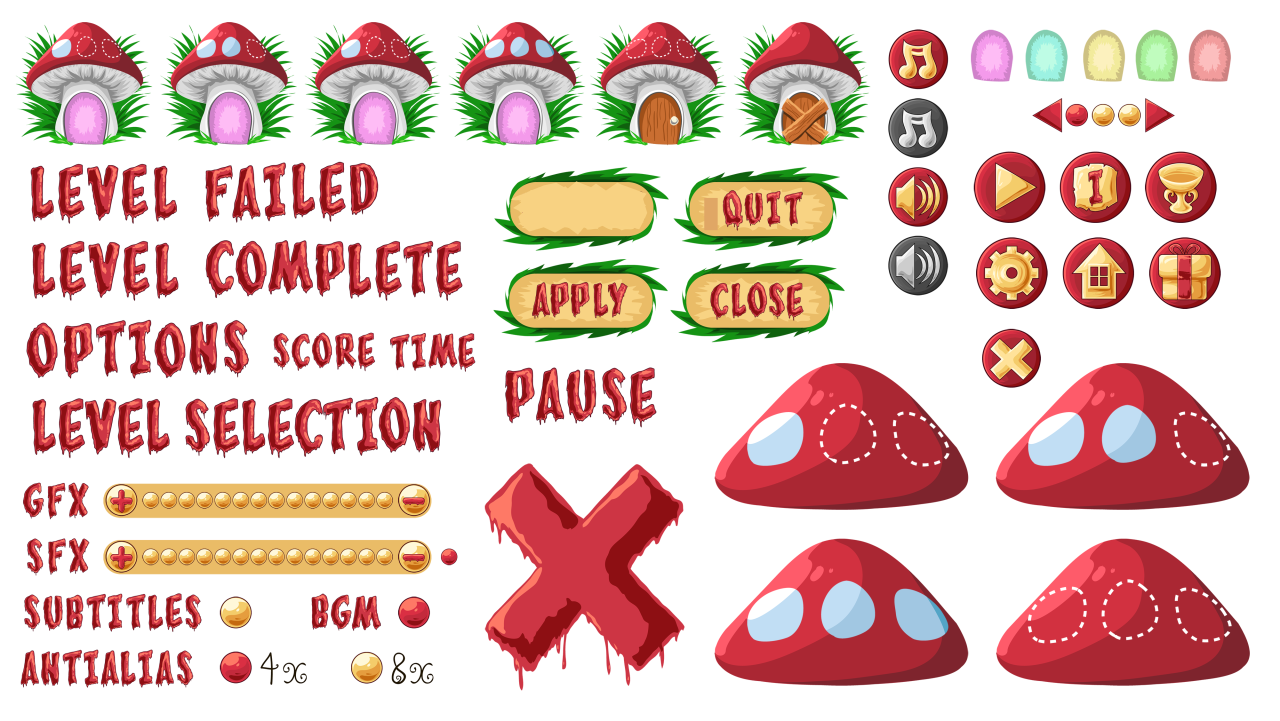 LEVEL FAILED
QUIT
LEVEL COMPLETE
APPLY
CLOSE
OPTIONS
SCORE TIME
PAUSE
LEVEL SELECTION
GFX
SFX
SUBTITLES
BGM
ANTIALIAS
4x
8x
I